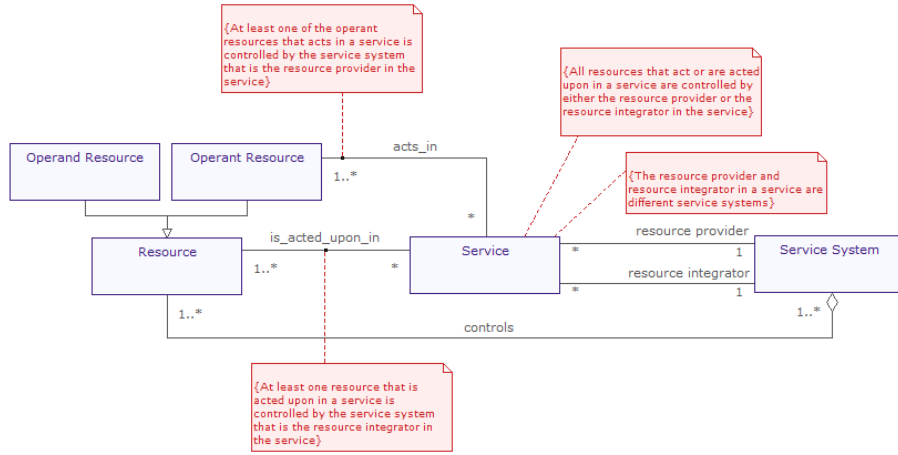 {At least one of the operant
resources that acts in a service is
controlled by the service system
that is the resource provider in the
service}
{All resources that act or are acted
upon in a service are controlled by
either the resource provider or the
resource integrator in the service}
Operand Resource
Operant Resource
acts_in
1..*
*
{The resource provider and
resource integrator in a service are
different service systems}
Resource
is_acted_upon_in
1..*
*
Service
resource provider
*
1
resource integrator
*
1
Service System
1..*
1..*
controls
{At least one resource that is
acted upon in a service is
controlled by the service system
that is the resource integrator in
the service}